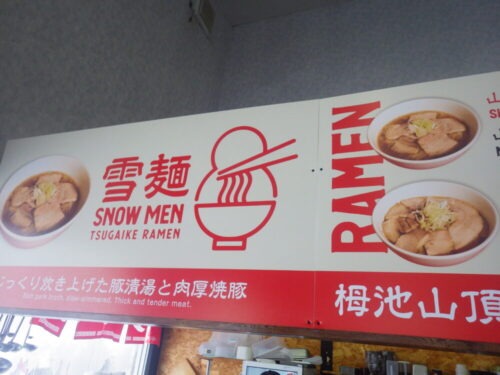 雪麺
SNOW MEN
TSUGAIKE RAMEN
っくり炊き上げた豚清湯と肉厚焼豚
Rich pork broth, slow-simmered. Thick and tender meat.
RAMEN
山
栂池山頂